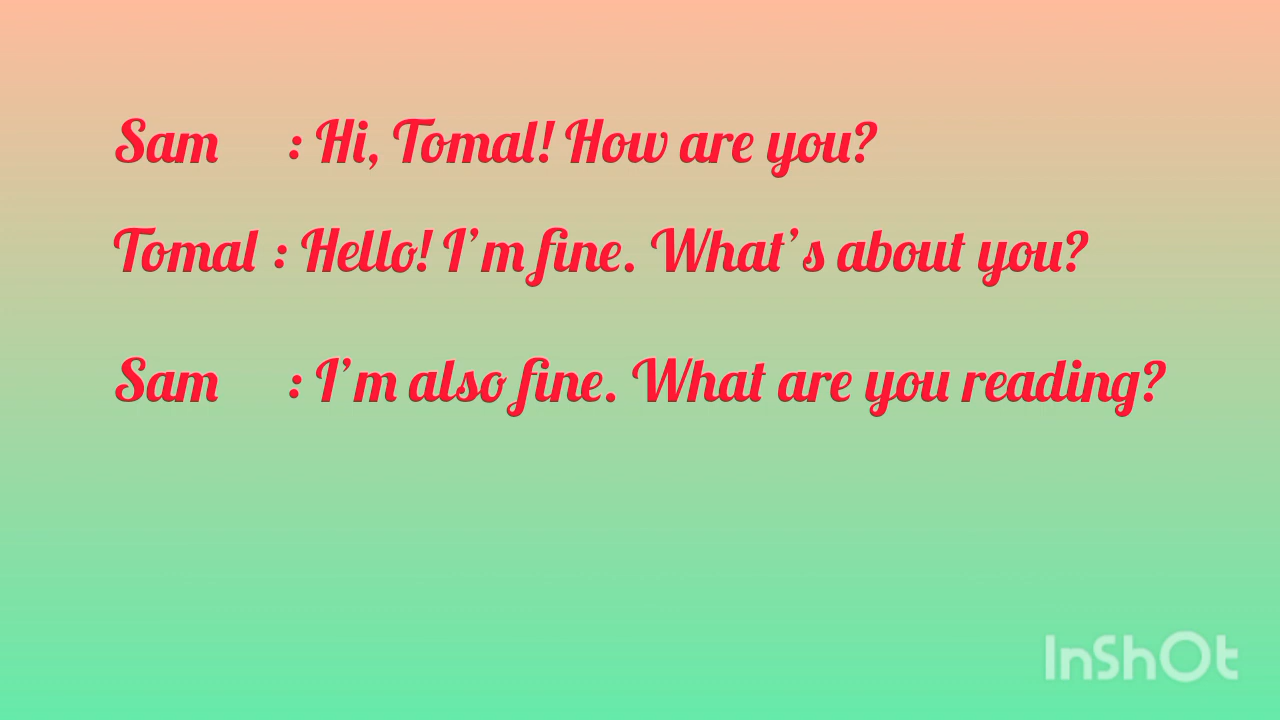 Sam : Hi, Tomal! How are you?
Tomal : Hello! I'm fine. What's about you?
Sam : I'm also fine. What are you reading?
InShOt